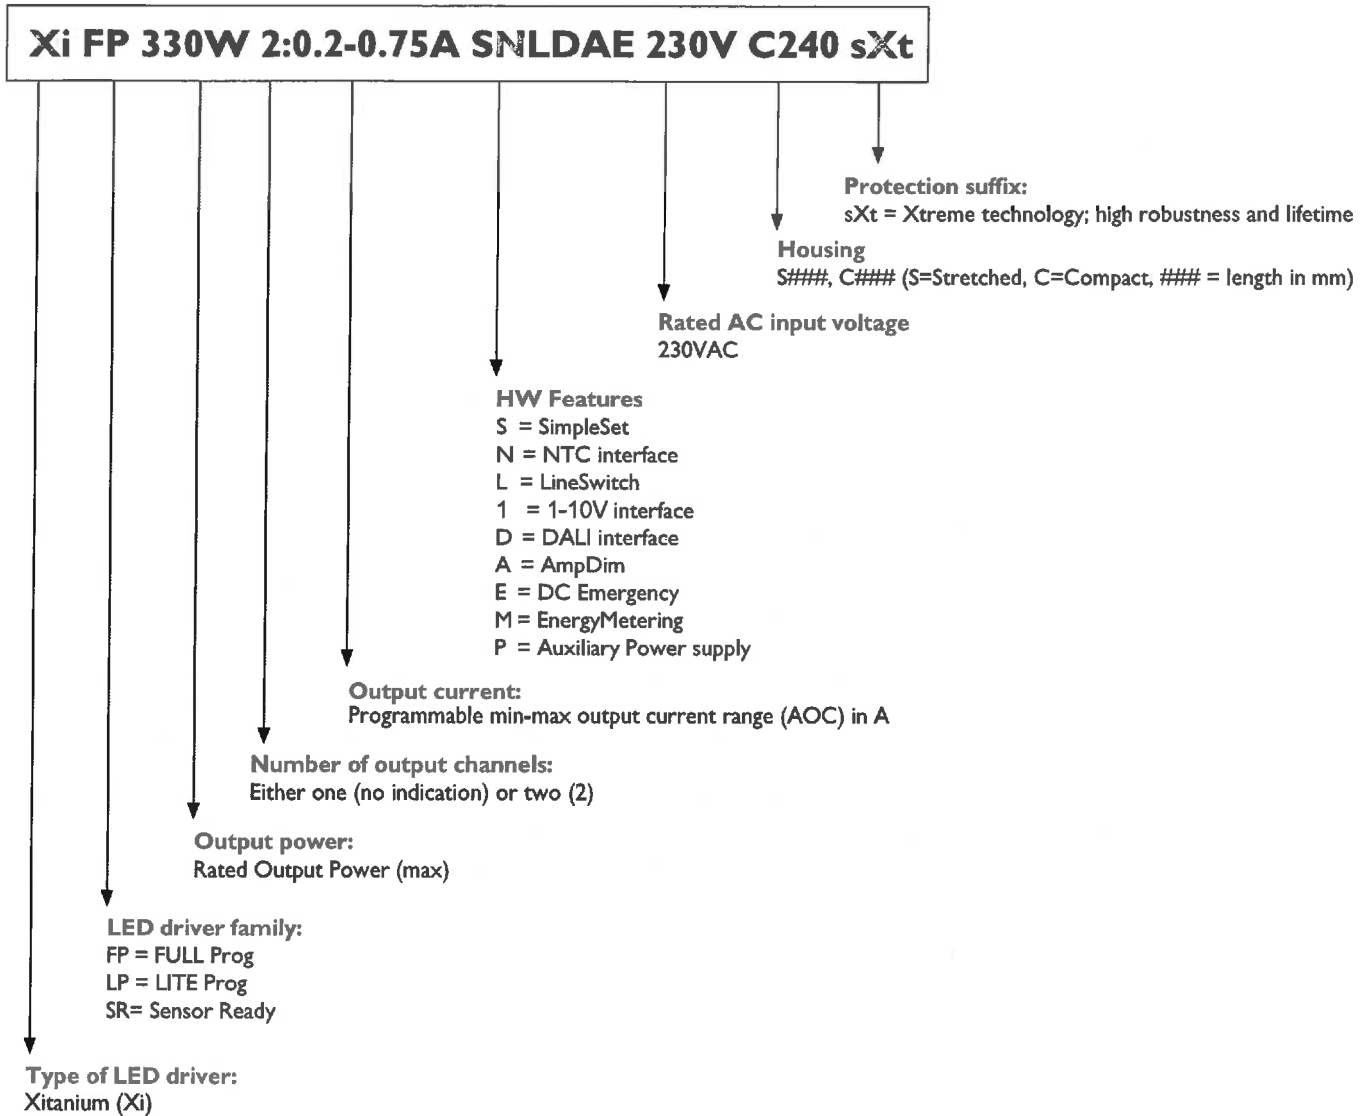 Xi FP 330W 2:0.2-0.75A SNLDAE 230V C240 sXt
Protection suffix:
sXt = Xtreme technology; high robustness and lifetime
Housing
S###, C### (S=Stretched, C=Compact, ### = length in mm)
Rated AC input voltage
230VAC
HW Features
S = SimpleSet
N = NTC interface
L = LineSwitch
1 = 1-10V interface
D = DALI interface
A = AmpDim
E = DC Emergency
M = EnergyMetering
P = Auxiliary Power supply
Output current:
Programmable min-max output current range (AOC) in A
Number of output channels:
Either one (no indication) or two (2)
Output power:
Rated Output Power (max)
LED driver family:
FP = FULL Prog
LP = LITE Prog
SR= Sensor Ready
Type of LED driver:
Xitanium (Xi)